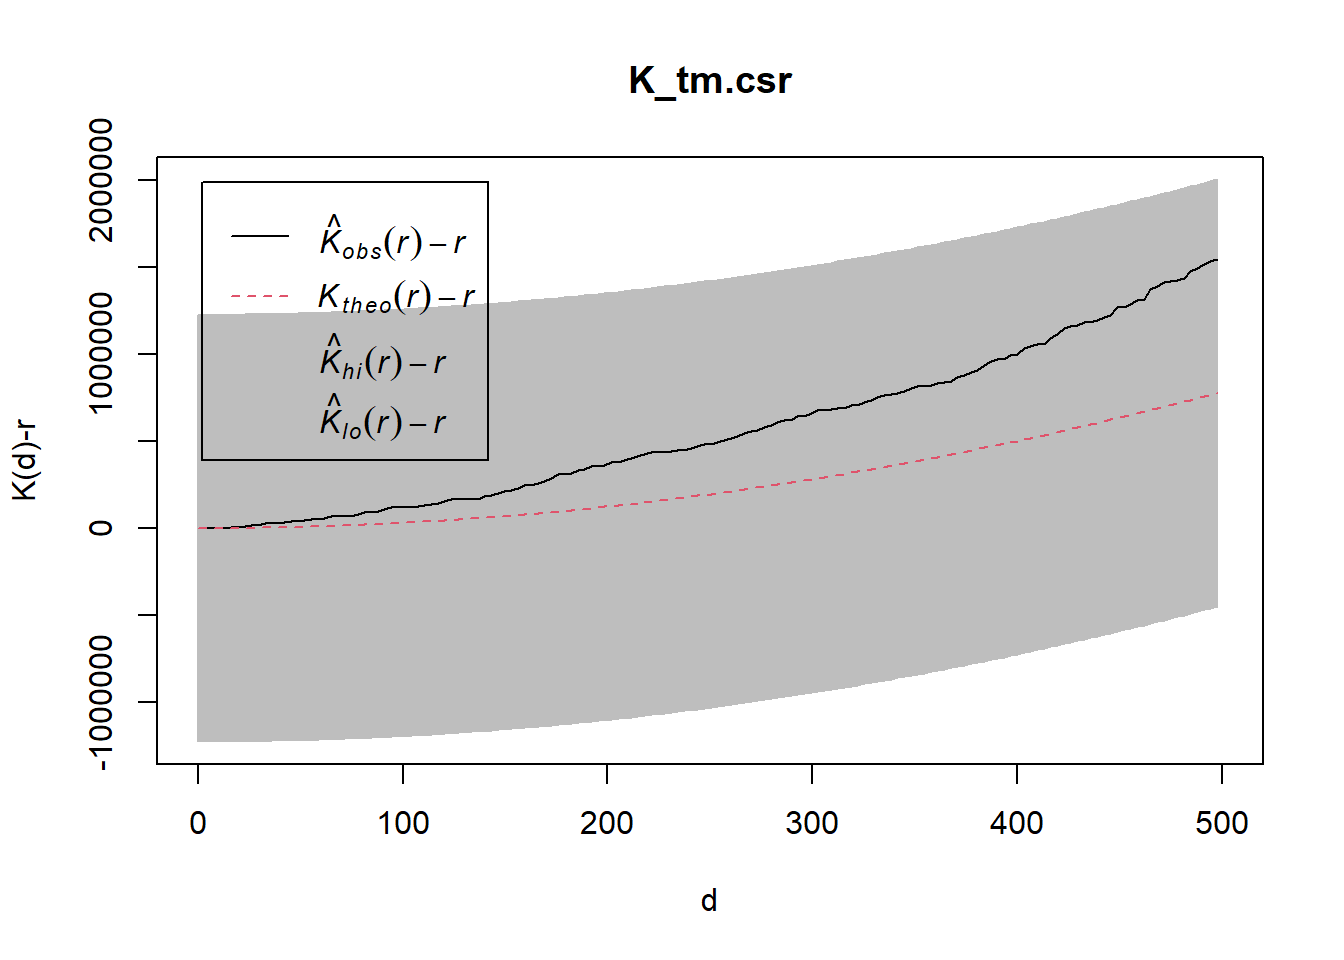 K_tm.csr
K(d)-r
2000000
1000000
0
-1000000
K̂obs(r) − r
Ktheo(r) − r
K̂hi(r) − r
K̂lo(r) − r
0 100 200 300 400 500
d